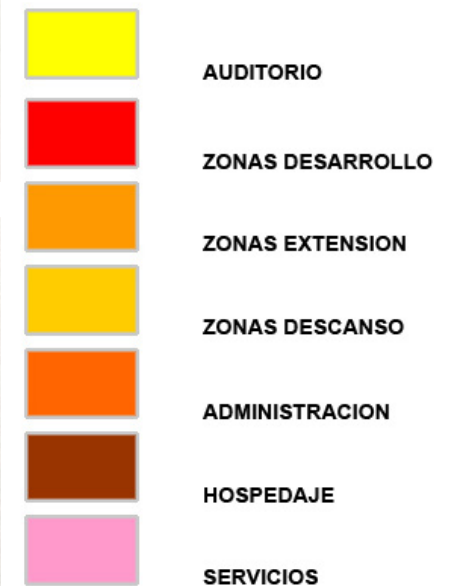 AUDITORIO
ZONAS DESARROLLO
ZONAS EXTENSION
ZONAS DESCANSO
ADMINISTRACION
HOSPEDAJE
SERVICIOS